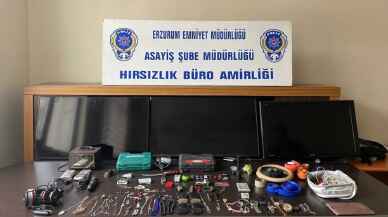 ERZURUM EMNİYET MÜDÜRLÜĞÜ
ASAYİŞ ŞUBE MÜDÜRLÜĞÜ
HIRSIZLIK BÜRO AMİRLİĞİ